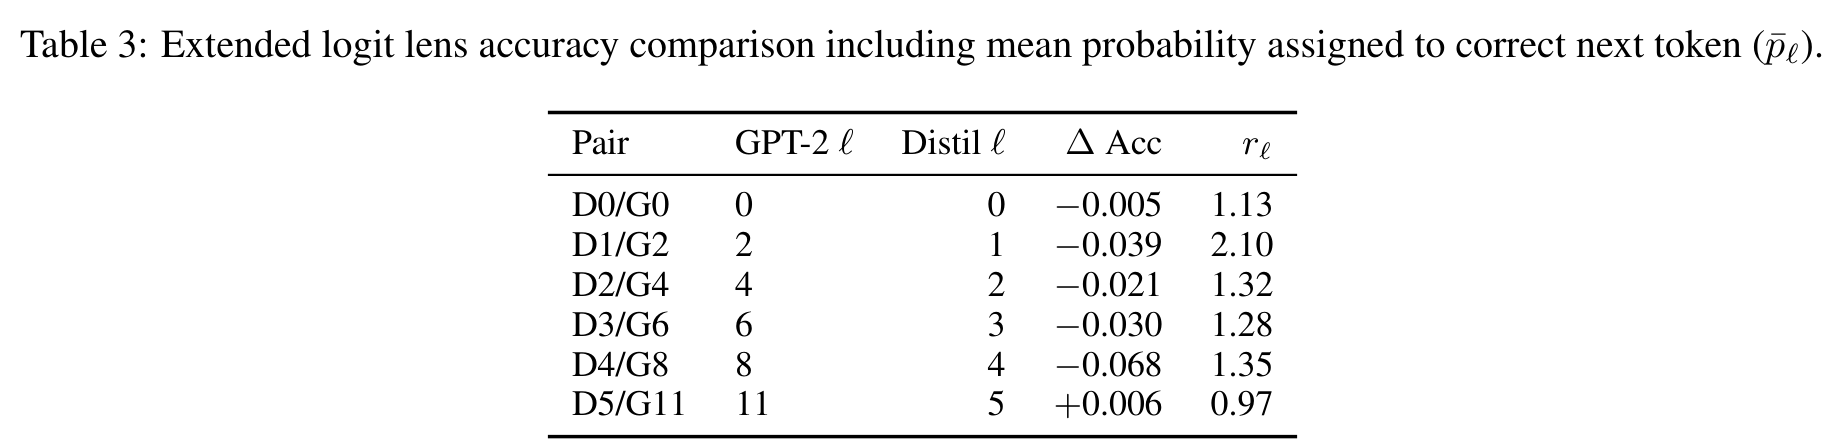 Table 3: Extended logit lens accuracy comparison including mean probability assigned to correct next token (p̄ℓ).
Pair GPT-2 ℓ Distil ℓ Δ Acc rℓ
D0/G0 0 0 −0.005 1.13
D1/G2 2 1 −0.039 2.10
D2/G4 4 2 −0.021 1.32
D3/G6 6 3 −0.030 1.28
D4/G8 8 4 −0.068 1.35
D5/G11 11 5 +0.006 0.97